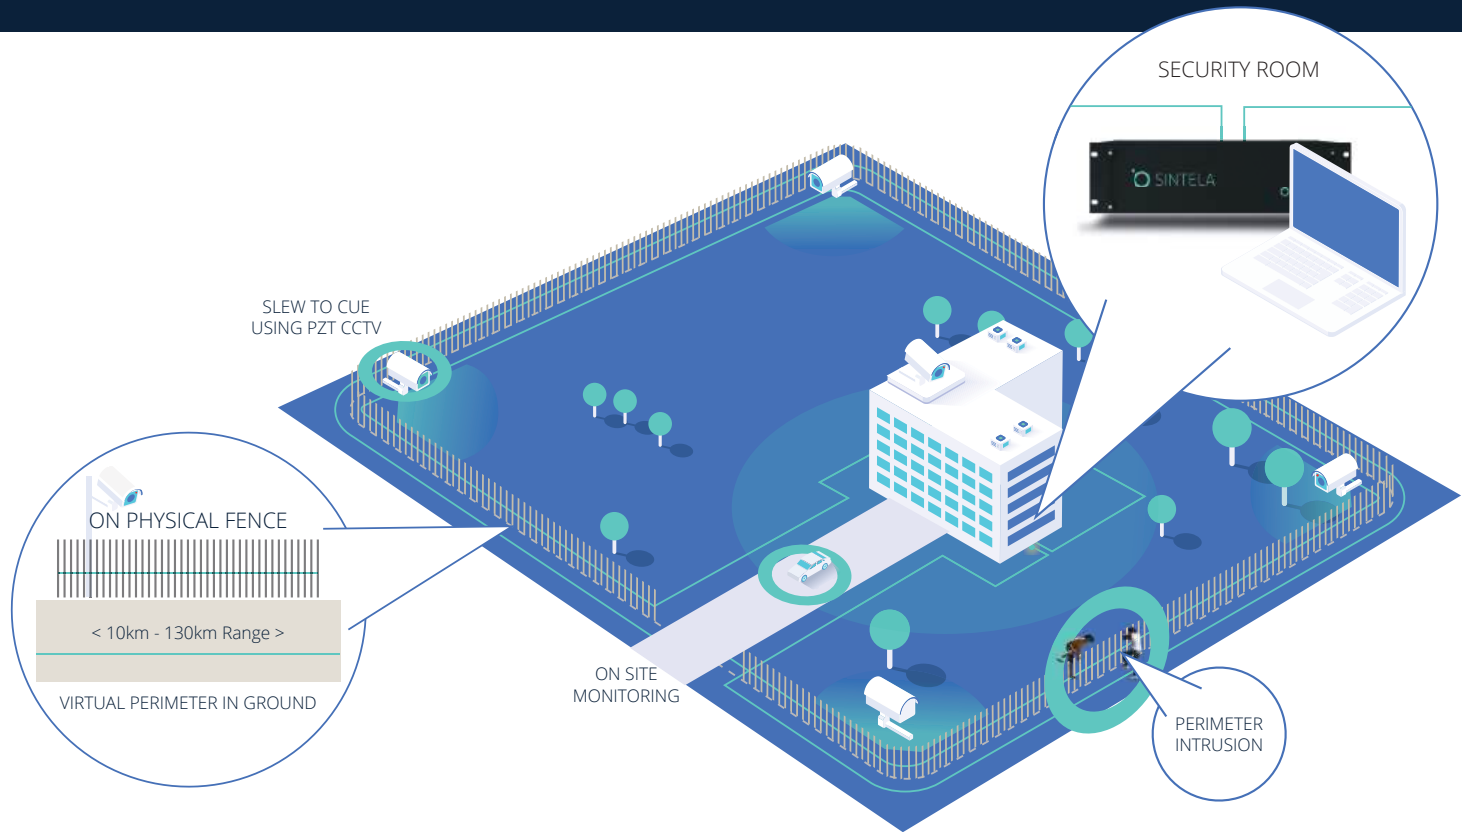 SECURITY ROOM
SINTELA
SLEW TO CUE
USING PZT CCTV
ON PHYSICAL FENCE
< 10km - 130km Range >
VIRTUAL PERIMETER IN GROUND
ON SITE
MONITORING
PERIMETER
INTRUSION